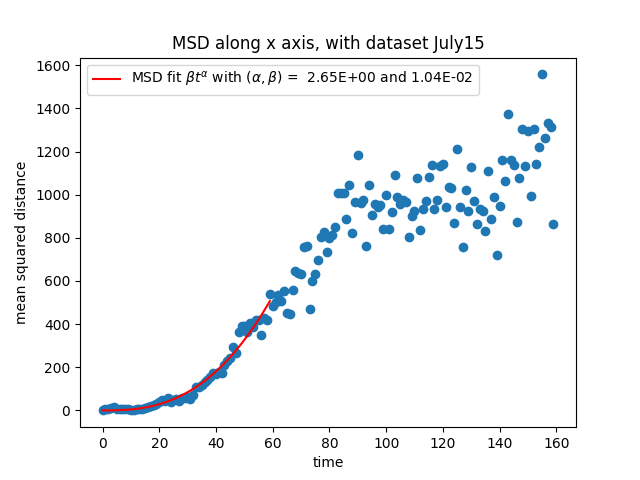 MSD along x axis, with dataset July15
MSD fit βt^α with (α, β) = 2.65E+00 and 1.04E-02
mean squared distance
1600
1400
1200
1000
800
600
400
200
0
0 20 40 60 80 100 120 140 160
time